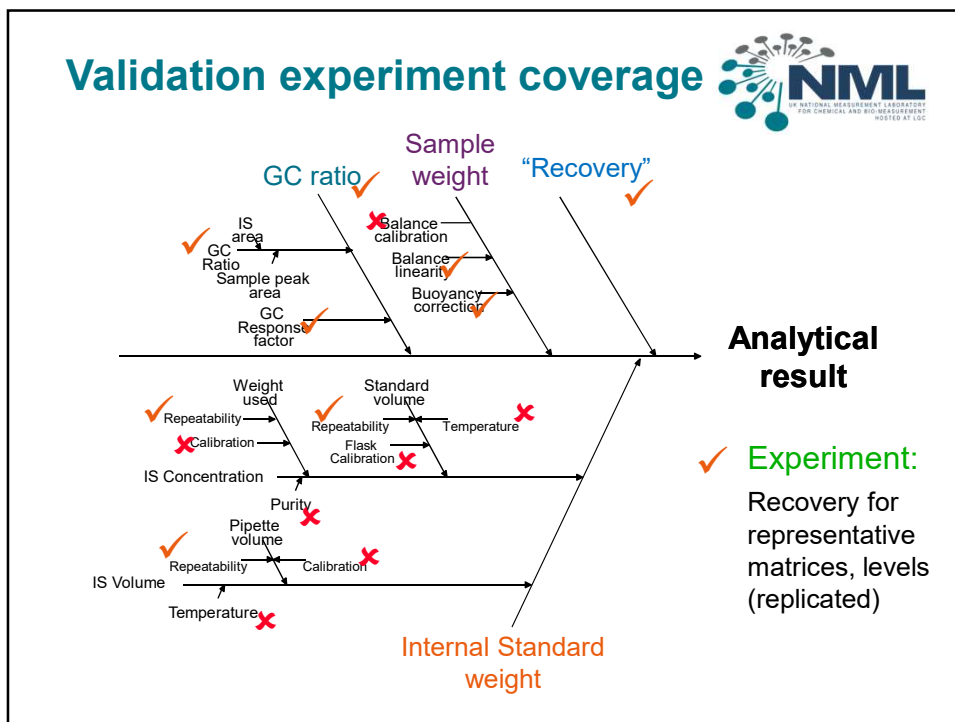 Validation experiment coverage
NML
UK NATIONAL MEASUREMENT LABORATORY
FOR CHEMICAL AND BIO-MEASUREMENT
HOSTED AT LGC
GC ratio
Sample
weight
“Recovery”
IS
area
GC
Ratio
Sample peak
area
GC
Response
factor
Balance
calibration
Balance
linearity
Buoyancy
correction
Analytical
result
Weight
used
Repeatability
Calibration
Standard
volume
Repeatability
Temperature
Flask
Calibration
IS Concentration
Purity
Pipette
volume
Repeatability
Calibration
IS Volume
Temperature
Internal Standard
weight
Experiment:
Recovery for
representative
matrices, levels
(replicated)